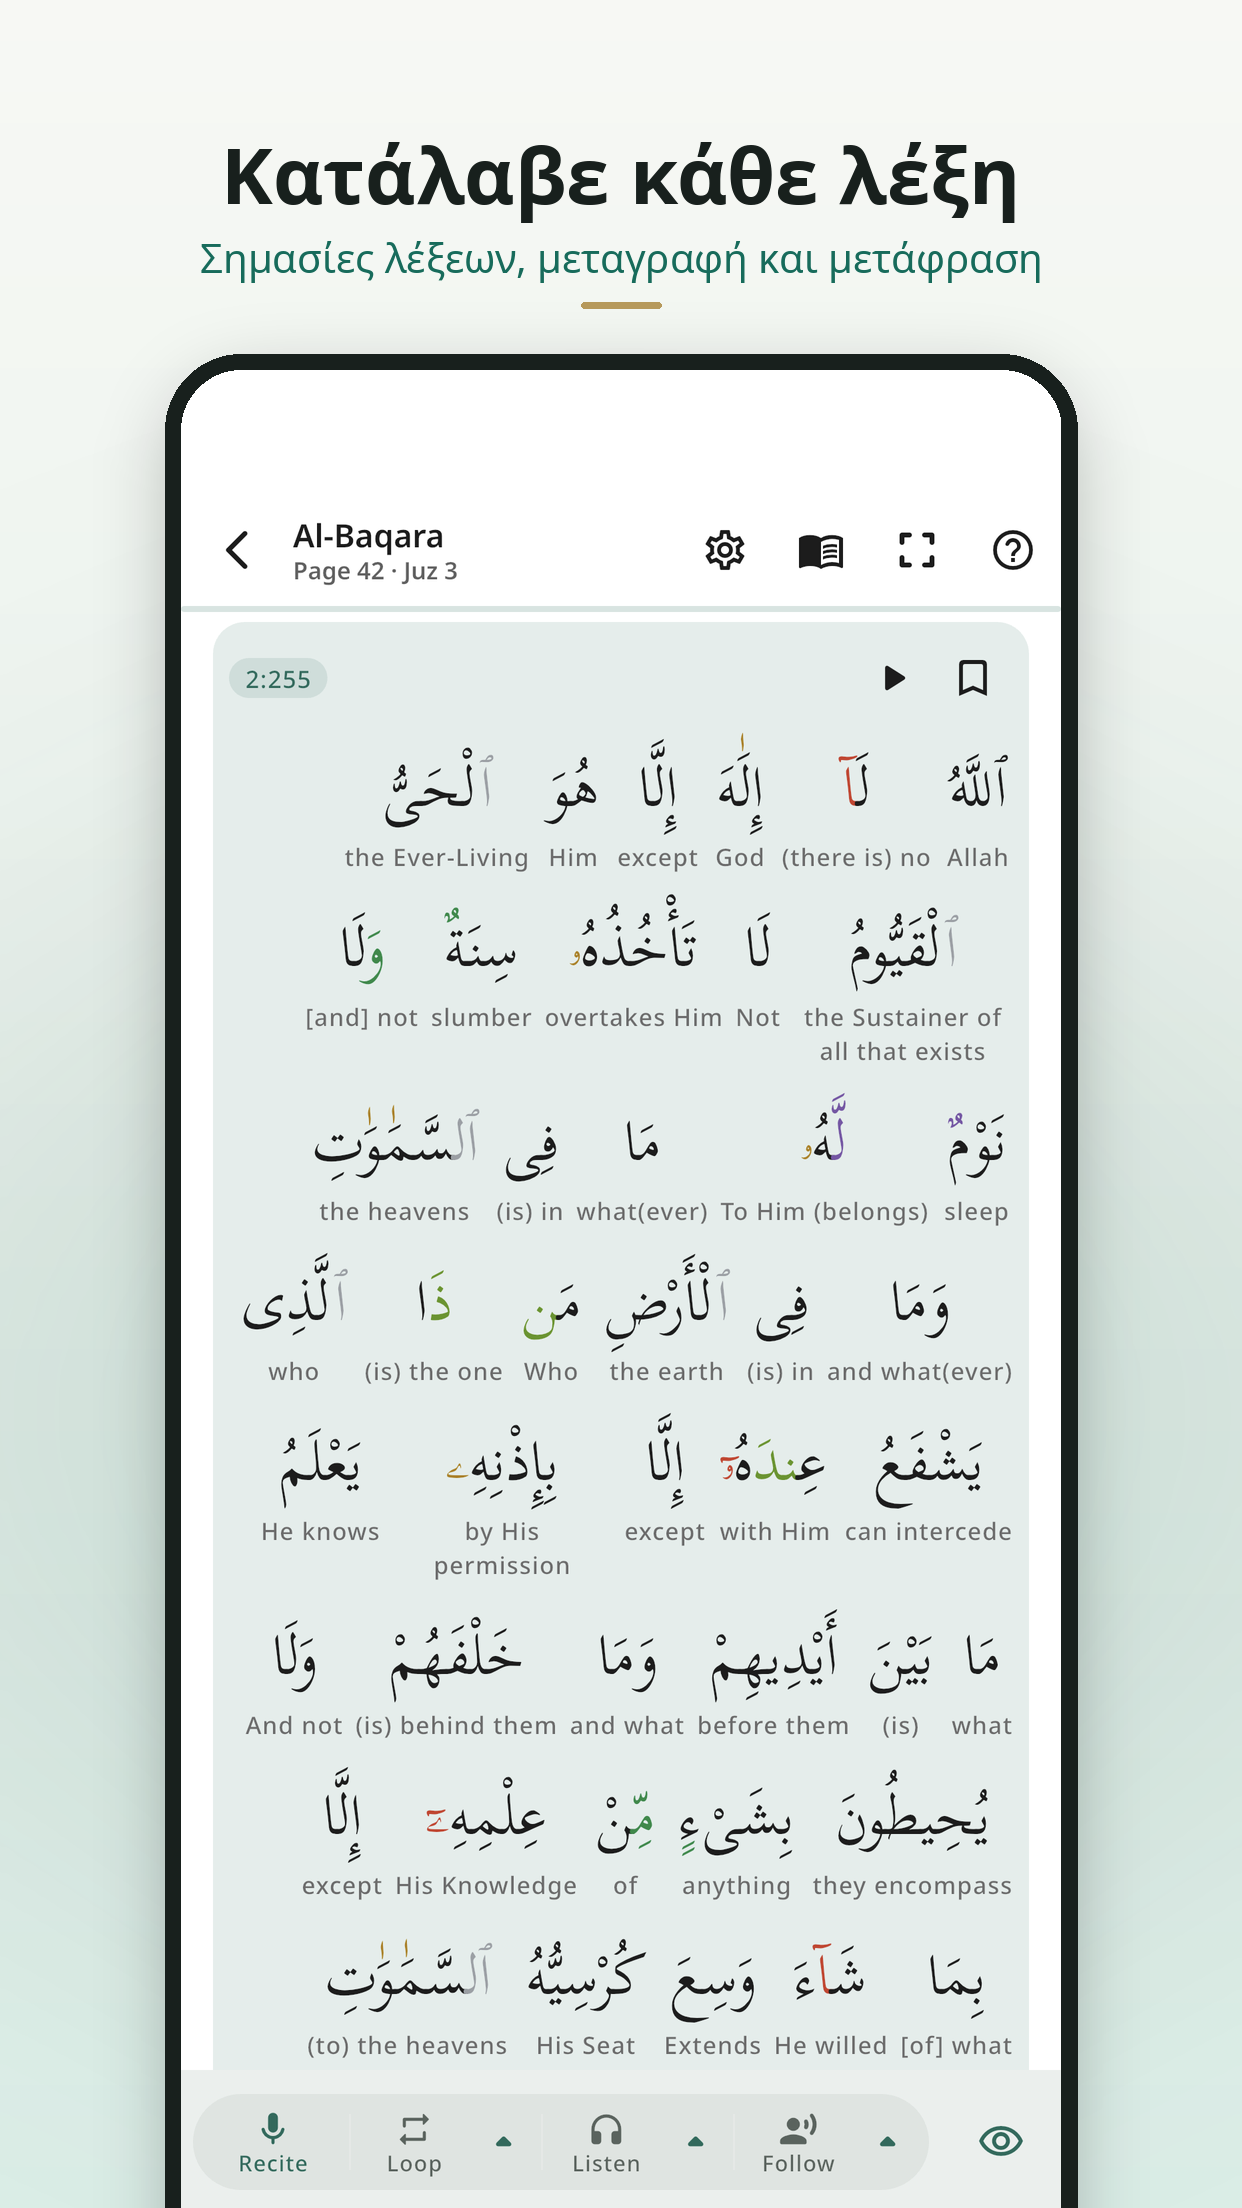 Κατάλαβε κάθε λέξη
Σημασίες λέξεων, μεταγραφή και μετάφραση
Al-Baqara
Page 42 · Juz 3
2:255
ٱللَّهُ لَآ إِلَٰهَ إِلَّا هُوَ ٱلْحَىُّ
the Ever-Living Him except God (there is) no Allah
ٱلْقَيُّومُ لَا تَأْخُذُهُۥ سِنَةٌ وَلَا
[and] not slumber overtakes Him Not the Sustainer of
all that exists
نَوْمٌ لَّهُۥ مَا فِى ٱلسَّمَٰوَٰتِ
the heavens (is) in what(ever) To Him (belongs) sleep
وَمَا فِى ٱلْأَرْضِ مَن ذَا ٱلَّذِى
who (is) the one Who the earth (is) in and what(ever)
يَشْفَعُ عِندَهُۥٓ إِلَّا بِإِذْنِهِۦ يَعْلَمُ
He knows by His except with Him can intercede
permission
مَا بَيْنَ أَيْدِيهِمْ وَمَا خَلْفَهُمْ وَلَا
And not (is) behind them and what before them (is) what
يُحِيطُونَ بِشَىْءٍ مِّنْ عِلْمِهِۦٓ إِلَّا
except His Knowledge of anything they encompass
بِمَا شَآءَ وَسِعَ كُرْسِيُّهُ ٱلسَّمَٰوَٰتِ
(to) the heavens His Seat Extends He willed [of] what
Recite Loop Listen Follow